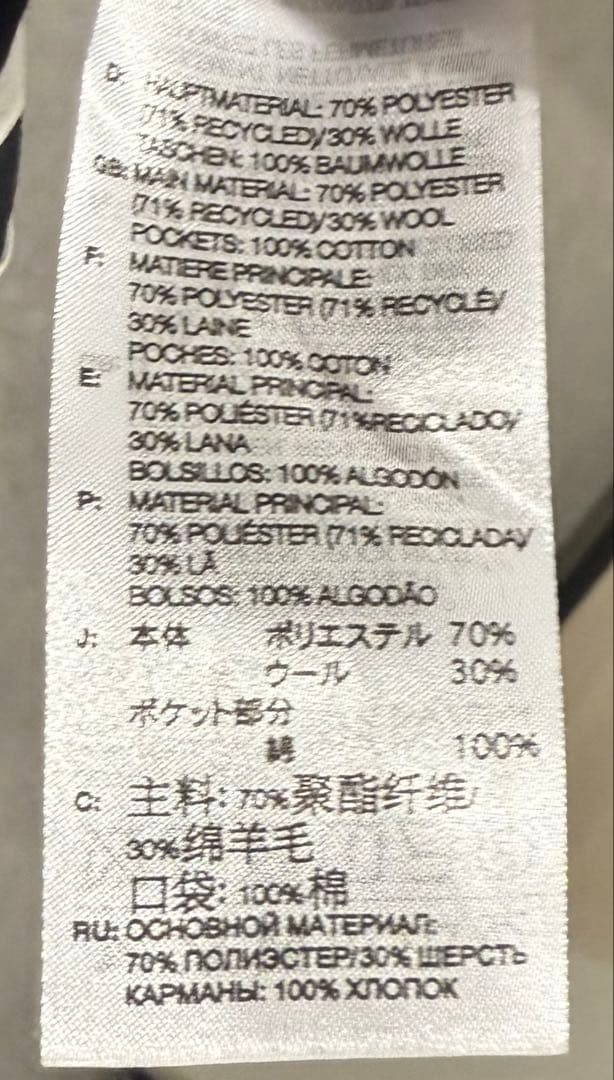 D: HAUPTMATERIAL: 70% POLYESTER
(71% RECYCLED)/30% WOLLE
TASCHEN: 100% BAUMWOLLE
GB: MAIN MATERIAL: 70% POLYESTER
(71% RECYCLED)/30% WOOL
POCKETS: 100% COTTON
F: MATIERE PRINCIPALE:
70% POLYESTER (71% RECYCLÉ)/
30% LAINE
POCHES: 100% COTON
E: MATERIAL PRINCIPAL:
70% POLIÉSTER (71%RECICLADO)/
30% LANA
BOLSILLOS: 100% ALGODÓN
P: MATERIAL PRINCIPAL:
70% POLIÉSTER (71% RECICLADA)/
30% LÃ
BOLSOS: 100% ALGODÃO
J: 本体 ポリエステル 70%
ウール 30%
ポケット部分
綿 100%
C: 主料: 70%聚酯纤维/
30%绵羊毛
口袋: 100%棉
RU: ОСНОВНОЙ МАТЕРИАЛ:
70% ПОЛИЭСТЕР/30% ШЕРСТЬ
КАРМАНЫ: 100% ХЛОПОК